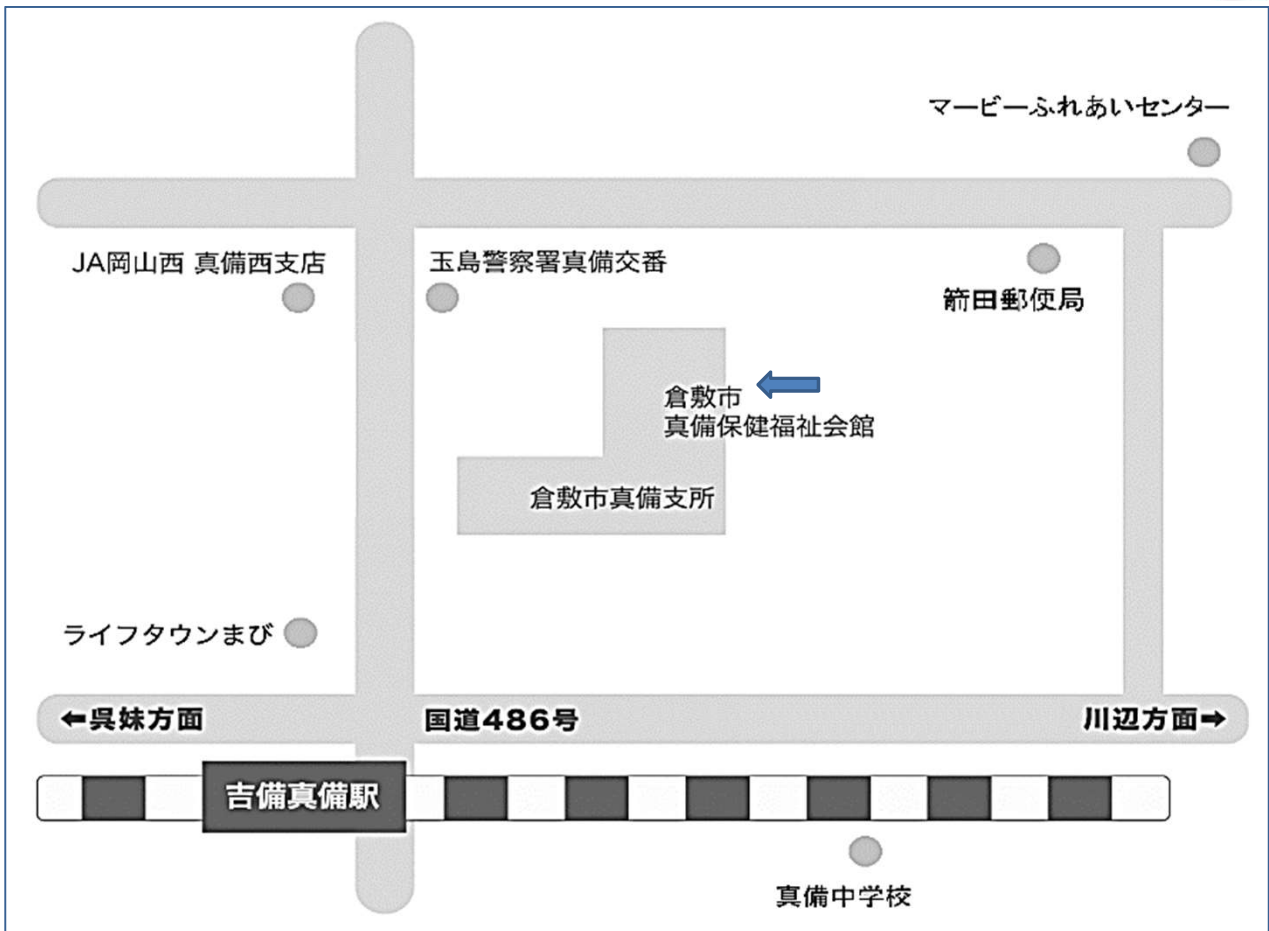 マービーふれあいセンター
JA岡山西 真備西支店
玉島警察署真備交番
箭田郵便局
倉敷市
真備保健福祉会館
倉敷市真備支所
ライフタウンまび
←呉妹方面
国道486号
川辺方面→
吉備真備駅
真備中学校